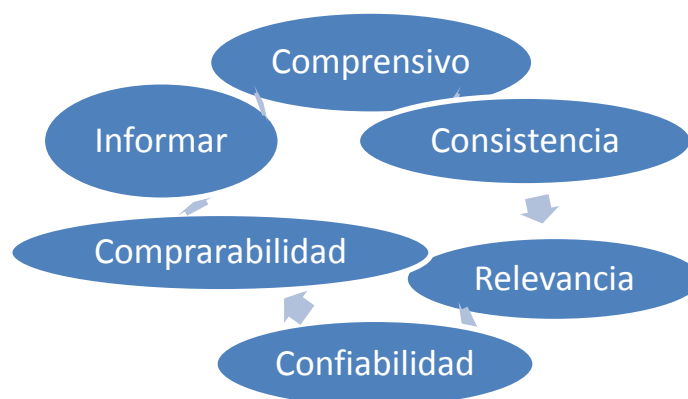 Comprensivo
Informar
Consistencia
Comprarabilidad
Relevancia
Confiabilidad